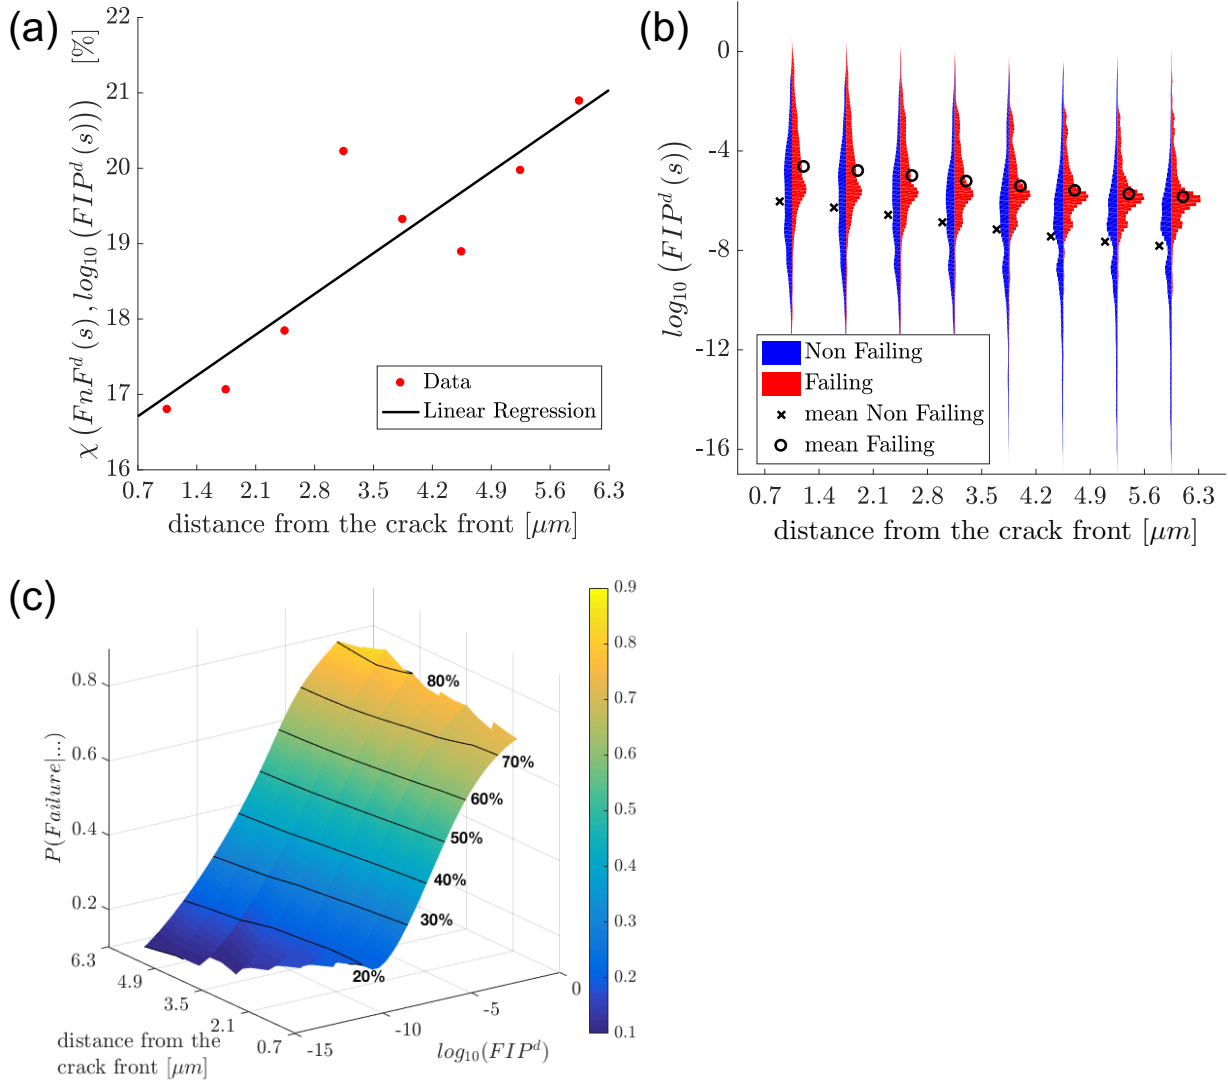 (a)
χ (FnF^d (s), log₁₀ (FIP^d (s))) [%]
22
21
20
19
18
17
16
0.7 1.4 2.1 2.8 3.5 4.2 4.9 5.6 6.3
distance from the crack front [μm]
Data
Linear Regression
(b)
log₁₀ (FIP^d (s))
0
-4
-8
-12
-16
Non Failing
Failing
mean Non Failing
mean Failing
0.7 1.4 2.1 2.8 3.5 4.2 4.9 5.6 6.3
distance from the crack front [μm]
(c)
P(Failure|...)
0.8
0.6
0.4
0.2
80%
70%
60%
50%
40%
30%
20%
6.3
4.9
3.5
2.1
0.7
distance from the
crack front [μm]
-15
-10
-5
0
log₁₀(FIP^d)
0.9
0.8
0.7
0.6
0.5
0.4
0.3
0.2
0.1